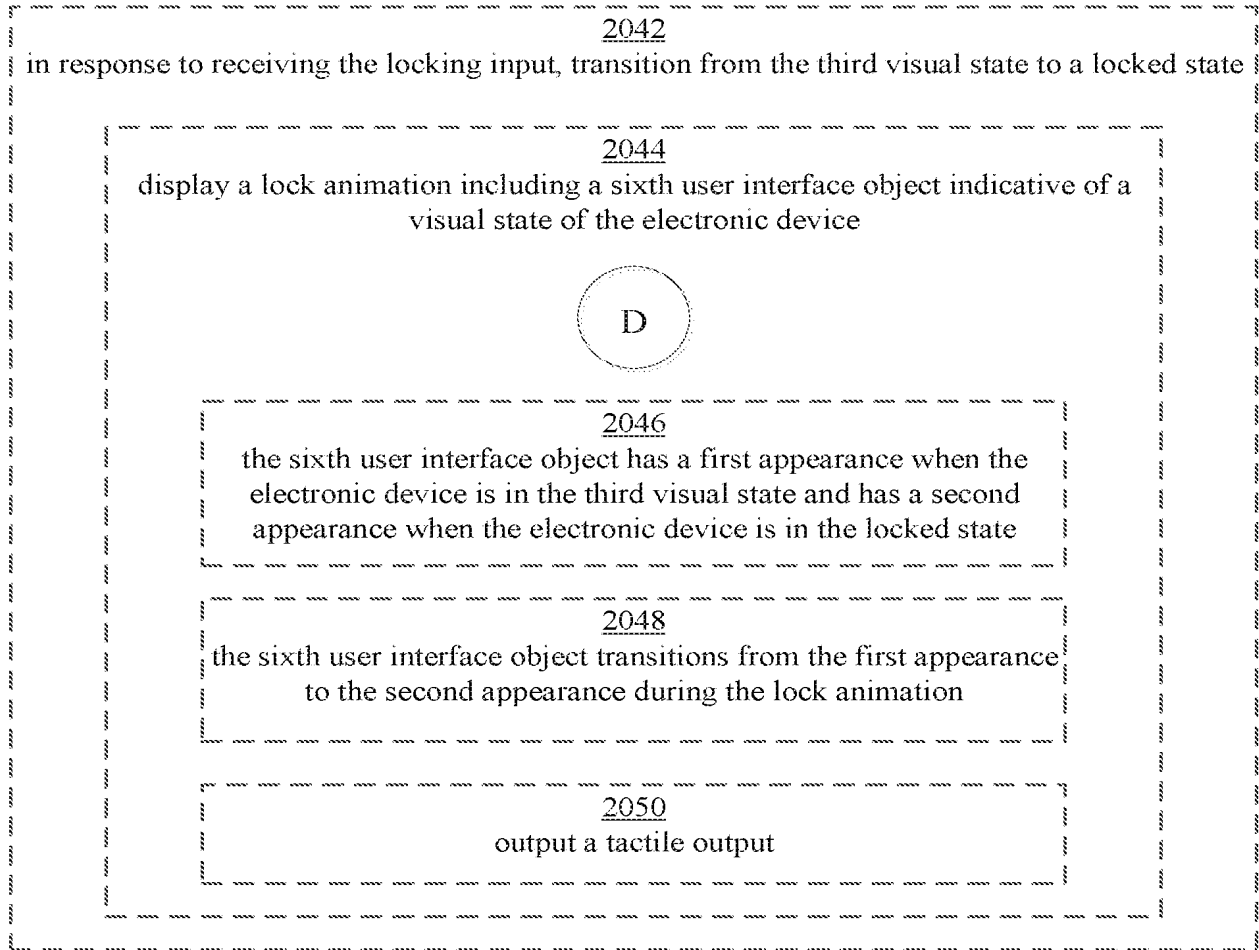 2042
in response to receiving the locking input, transition from the third visual state to a locked state
2044
display a lock animation including a sixth user interface object indicative of a
visual state of the electronic device
D
2046
the sixth user interface object has a first appearance when the
electronic device is in the third visual state and has a second
appearance when the electronic device is in the locked state
2048
the sixth user interface object transitions from the first appearance
to the second appearance during the lock animation
2050
output a tactile output